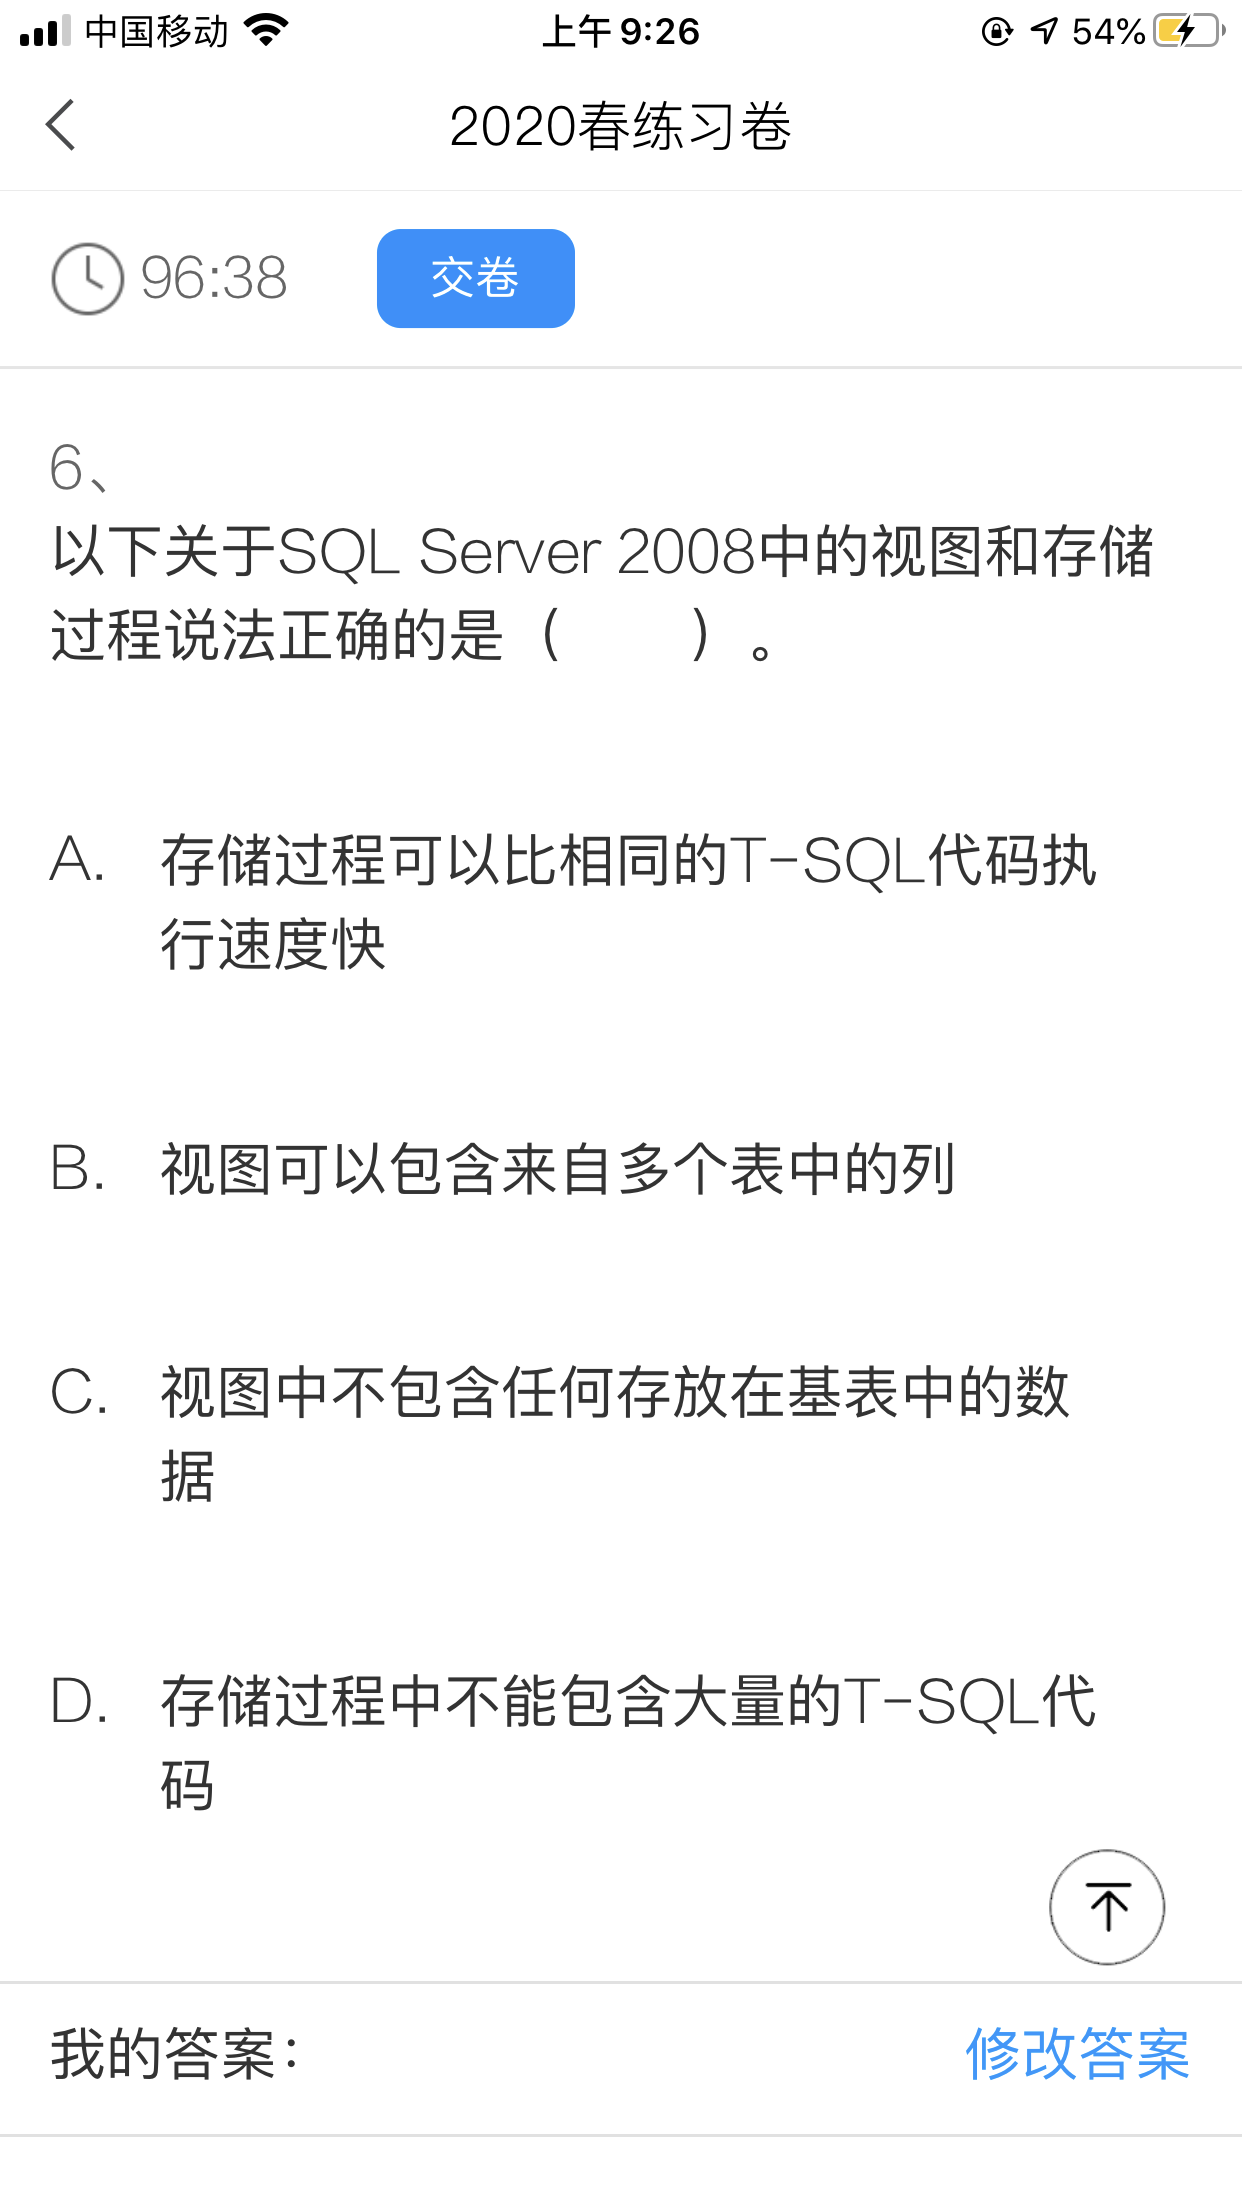 中国移动 上午 9:26 54%
2020春练习卷
96:38 交卷
6、
以下关于SQL Server 2008中的视图和存储
过程说法正确的是（　　）。
A. 存储过程可以比相同的T-SQL代码执
行速度快
B. 视图可以包含来自多个表中的列
C. 视图中不包含任何存放在基表中的数
据
D. 存储过程中不能包含大量的T-SQL代
码
我的答案： 修改答案